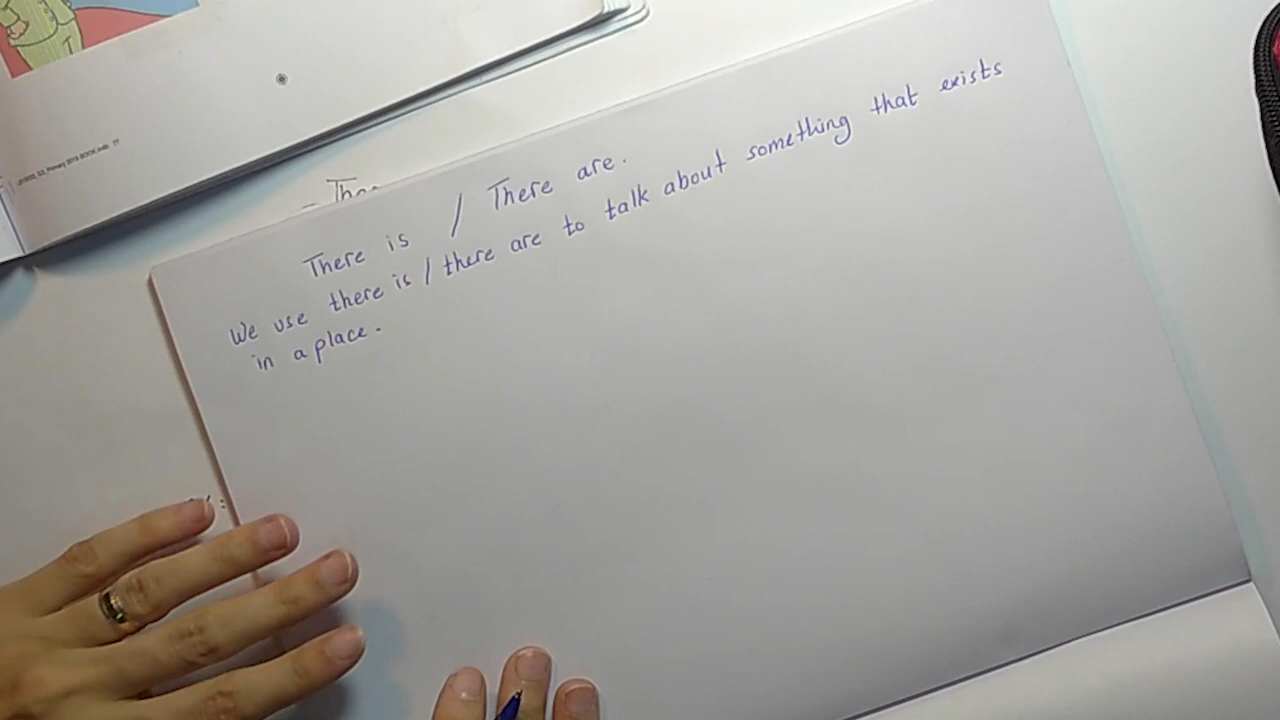 There is / There are.
We use there is / there are to talk about something that exists
in a place.